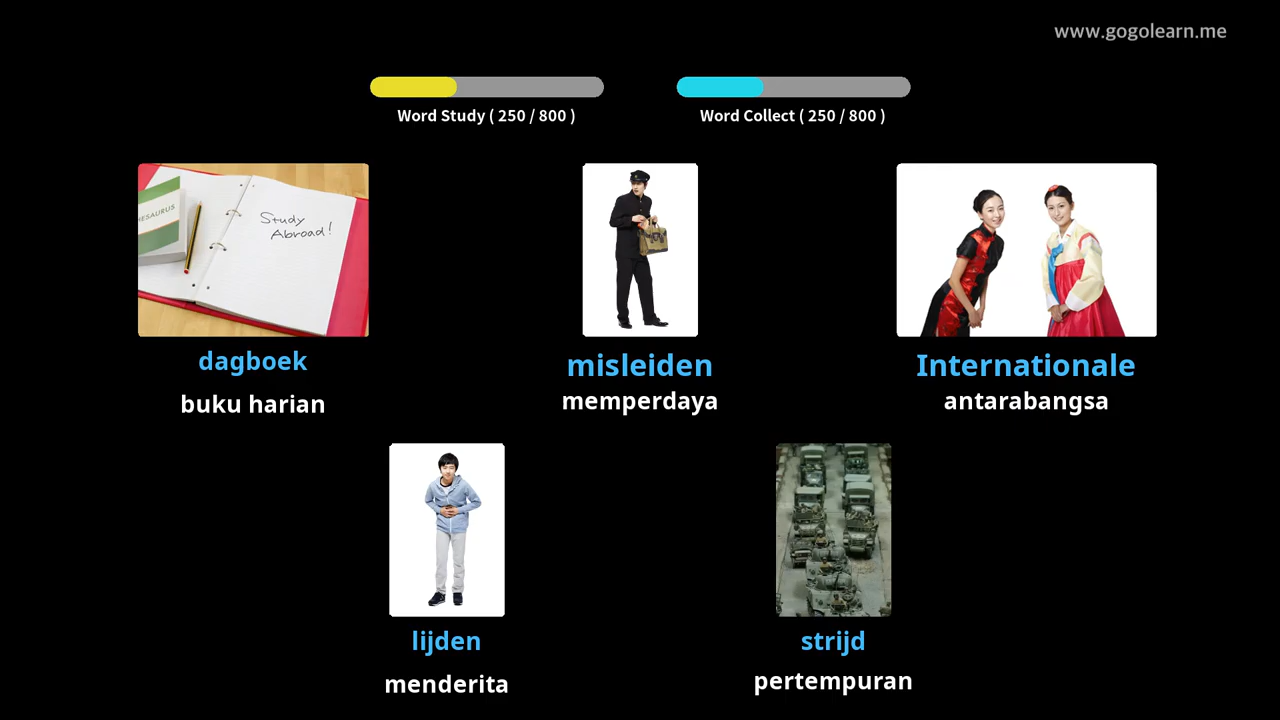 www.gogolearn.me
Word Study ( 250 / 800 )
Word Collect ( 250 / 800 )
HESAURUS
Study
Abroad!
dagboek
buku harian
misleiden
memperdaya
Internationale
antarabangsa
lijden
menderita
strijd
pertempuran